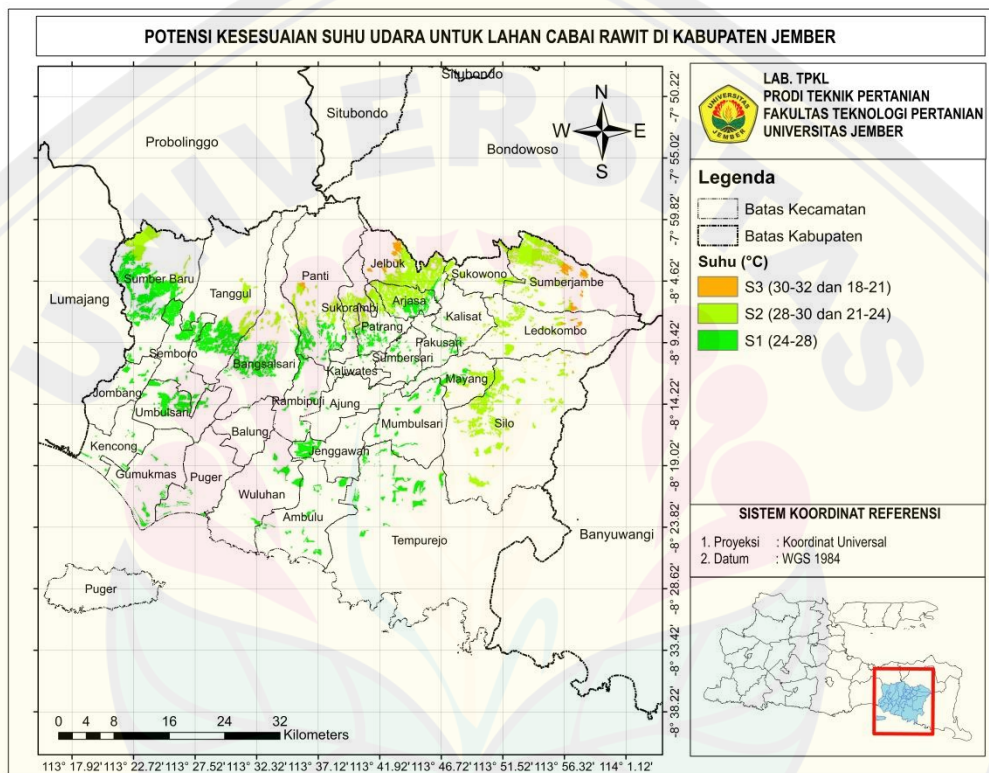 POTENSI KESESUAIAN SUHU UDARA UNTUK LAHAN CABAI RAWIT DI KABUPATEN JEMBER
LAB. TPKL
PRODI TEKNIK PERTANIAN
FAKULTAS TEKNOLOGI PERTANIAN
UNIVERSITAS JEMBER
UNIVERSITAS
JEMBER
Legenda
Batas Kecamatan
Batas Kabupaten
Suhu (°C)
S3 (30-32 dan 18-21)
S2 (28-30 dan 21-24)
S1 (24-28)
SISTEM KOORDINAT REFERENSI
1. Proyeksi : Koordinat Universal
2. Datum : WGS 1984
Situbondo
Situbondo
Probolinggo
Bondowoso
N
W E
S
Lumajang
Banyuwangi
Jelbuk
Sukowono
Sumber Baru
Panti
Sumberjambe
Tanggul
Arjasa
Sukorambi
Kalisat
Patrang
Ledokombo
Pakusari
Semboro
Sumbersari
Bangsalsari
Kaliwates
Mayang
Jombang
Rambipuli
Ajung
Umbulsari
Mumbulsari
Silo
Balung
Kencong
Jenggawah
Gumukmas
Puger
Wuluhan
Ambulu
Tempurejo
Puger
-7° 50.22'
-7° 55.02'
-7° 59.82'
-8° 4.62'
-8° 9.42'
-8° 14.22'
-8° 19.02'
-8° 23.82'
-8° 28.62'
-8° 33.42'
-8° 38.22'
0 4 8 16 24 32
Kilometers
113° 17.92' 113° 22.72' 113° 27.52' 113° 32.32' 113° 37.12' 113° 41.92' 113° 46.72' 113° 51.52' 113° 56.32' 114° 1.12'
UNIVERSITAS